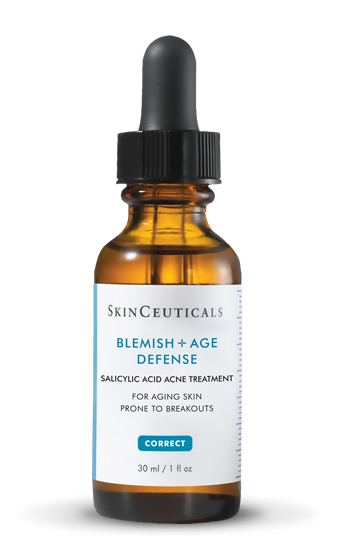 SKINCEUTICALS
BLEMISH + AGE
DEFENSE
SALICYLIC ACID ACNE TREATMENT
FOR AGING SKIN
PRONE TO BREAKOUTS
CORRECT
30 ml / 1 fl oz